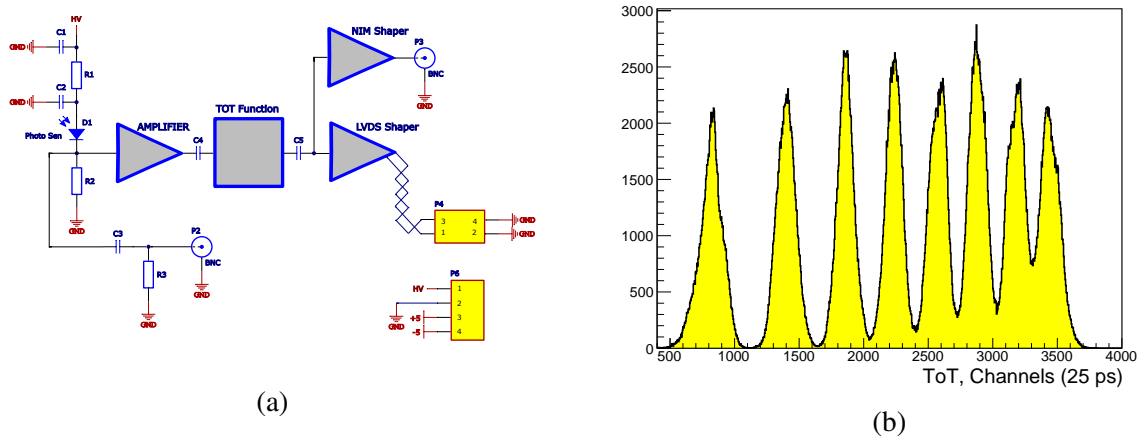 HV
C1
GND
R1
C2
GND
D1
Photo Sen
R2
GND
AMPLIFIER
C4
TOT Function
C5
NIM Shaper
P3
BNC
GND
LVDS Shaper
P4
3 4
1 2
GND
GND
C3
P2
BNC
R3
GND
GND
P6
HV
1
2
GND
+5
3
-5
4
(a)
3000
2500
2000
1500
1000
500
0
500 1000 1500 2000 2500 3000 3500 4000
ToT, Channels (25 ps)
(b)